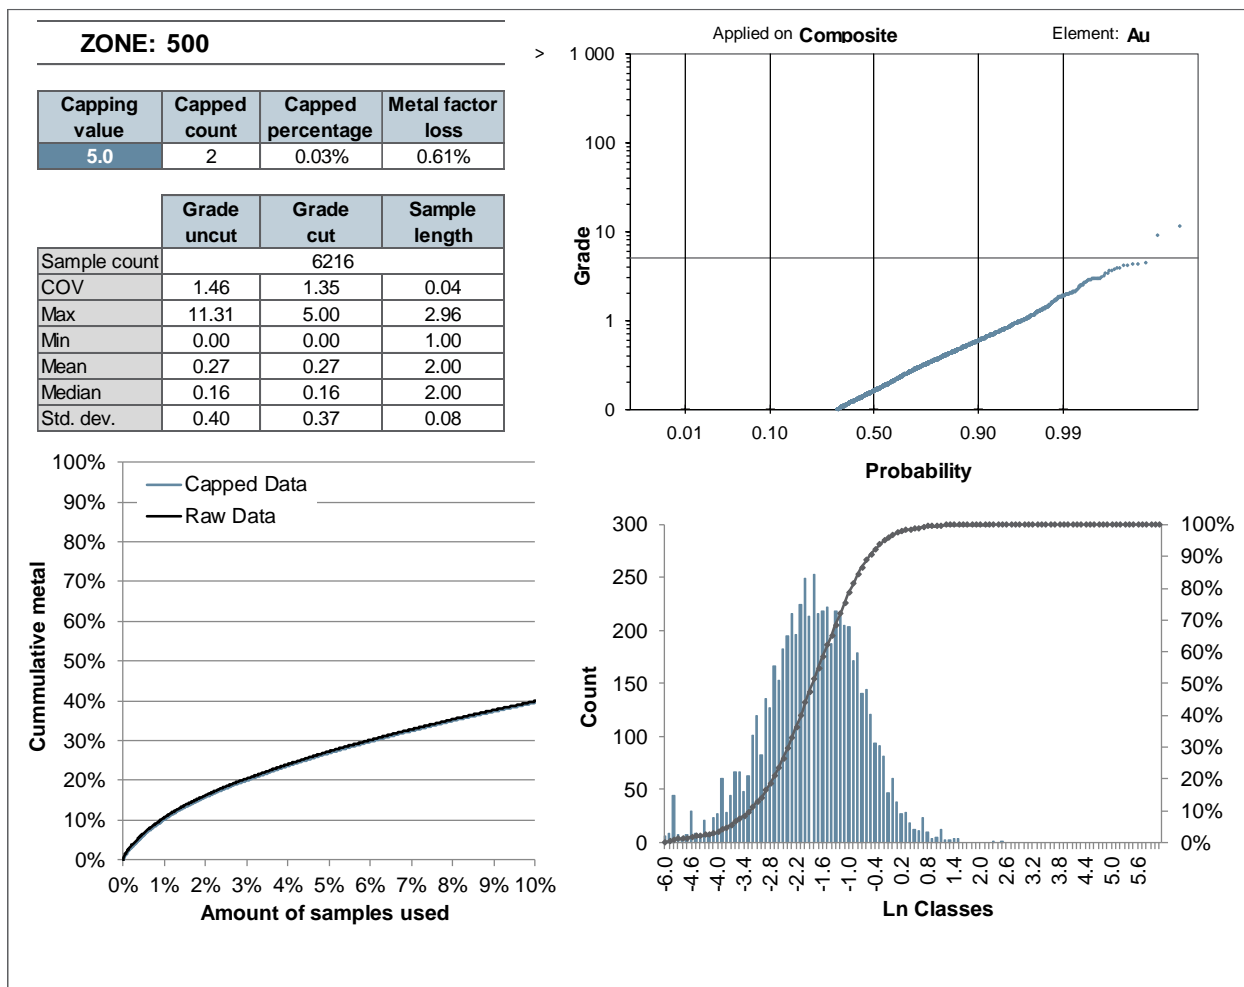 ZONE: 500
>
Applied on Composite Element: Au
Capping value Capped count Capped percentage Metal factor loss
5.0 2 0.03% 0.61%
Grade uncut Grade cut Sample length
Sample count 6216
COV 1.46 1.35 0.04
Max 11.31 5.00 2.96
Min 0.00 0.00 1.00
Mean 0.27 0.27 2.00
Median 0.16 0.16 2.00
Std. dev. 0.40 0.37 0.08
1 000
100
10
1
0
Grade
0.01 0.10 0.50 0.90 0.99
Probability
100%
90%
80%
70%
60%
50%
40%
30%
20%
10%
0%
Cummulative metal
Capped Data
Raw Data
0% 1% 2% 3% 4% 5% 6% 7% 8% 9% 10%
Amount of samples used
300
250
200
150
100
50
0
Count
100%
90%
80%
70%
60%
50%
40%
30%
20%
10%
0%
-6.0 -4.6 -4.0 -3.4 -2.8 -2.2 -1.6 -1.0 -0.4 0.2 0.8 1.4 2.0 2.6 3.2 3.8 4.4 5.0 5.6
Ln Classes